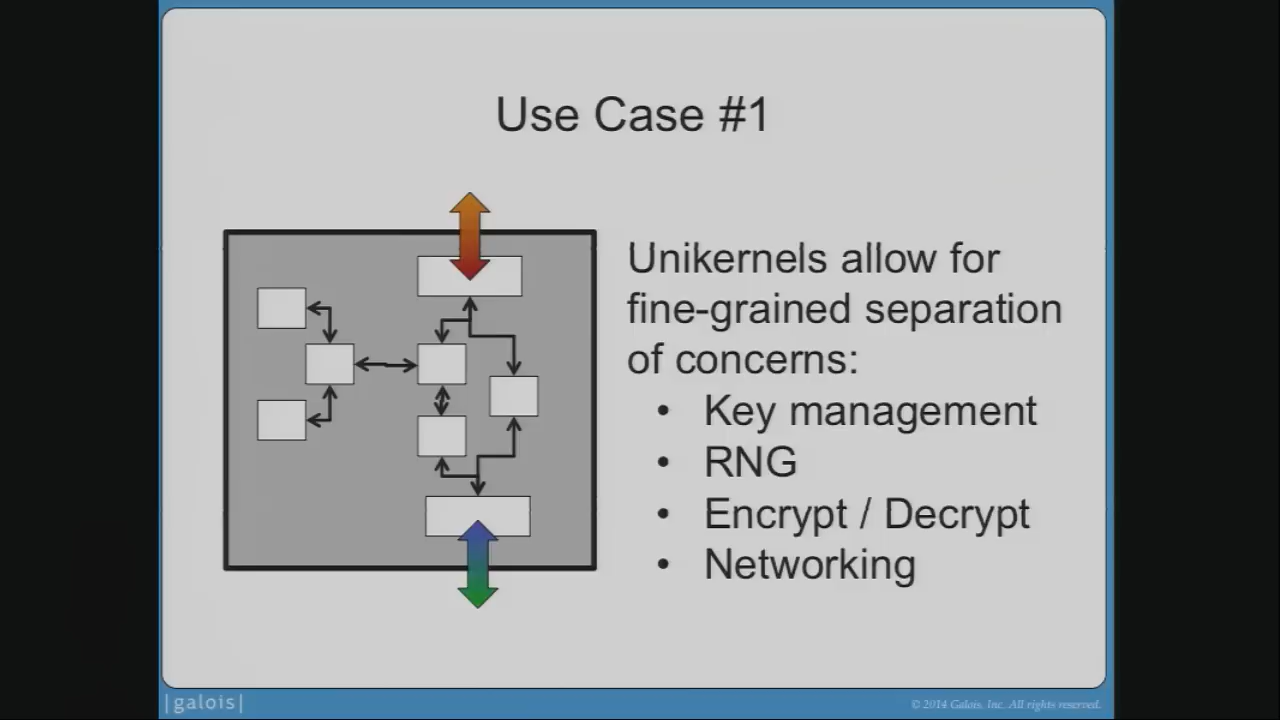 Use Case #1
Unikernels allow for
fine-grained separation
of concerns:
• Key management
• RNG
• Encrypt / Decrypt
• Networking
|galois|
© 2014 Galois, Inc. All rights reserved.